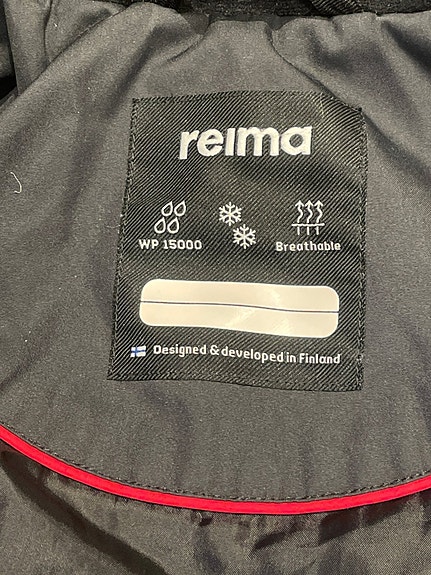 reima
WP 15000
Breathable
Designed & developed in Finland